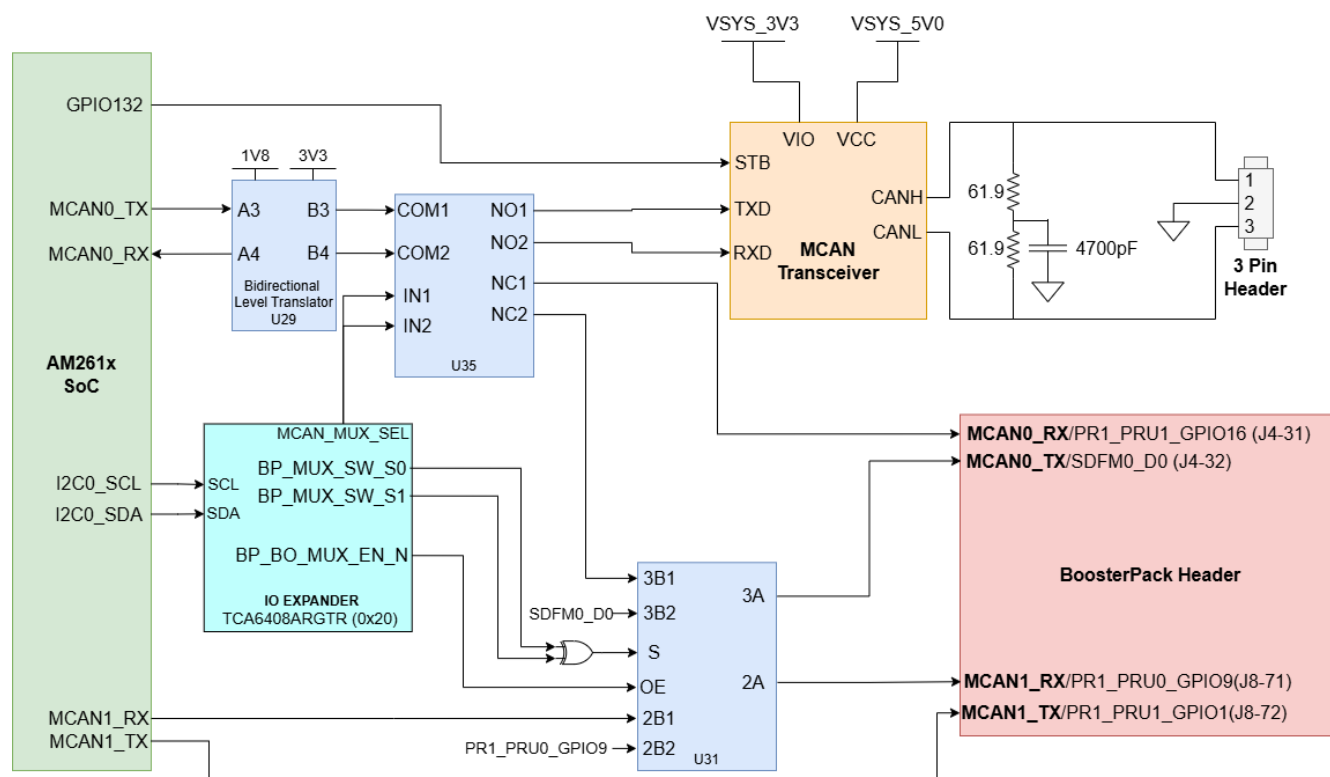 VSYS_3V3
VSYS_5V0
GPIO132
VIO
VCC
1V8
3V3
STB
MCAN0_TX
A3
B3
COM1
NO1
TXD
CANH
61.9
1
2
3
MCAN0_RX
A4
B4
COM2
NO2
RXD
CANL
61.9
4700pF
MCAN
Transceiver
3 Pin
Header
Bidirectional
Level Translator
U29
IN1
IN2
NC1
NC2
U35
AM261x
SoC
MCAN_MUX_SEL
BP_MUX_SW_S0
BP_MUX_SW_S1
BP_BO_MUX_EN_N
I2C0_SCL
SCL
I2C0_SDA
SDA
IO EXPANDER
TCA6408ARGTR (0x20)
MCAN0_RX/PR1_PRU1_GPIO16 (J4-31)
MCAN0_TX/SDFM0_D0 (J4-32)
BoosterPack Header
3B1
SDFM0_D0
3B2
3A
S
OE
2A
MCAN1_RX
2B1
MCAN1_TX
PR1_PRU0_GPIO9
2B2
U31
MCAN1_RX/PR1_PRU0_GPIO9(J8-71)
MCAN1_TX/PR1_PRU1_GPIO1(J8-72)